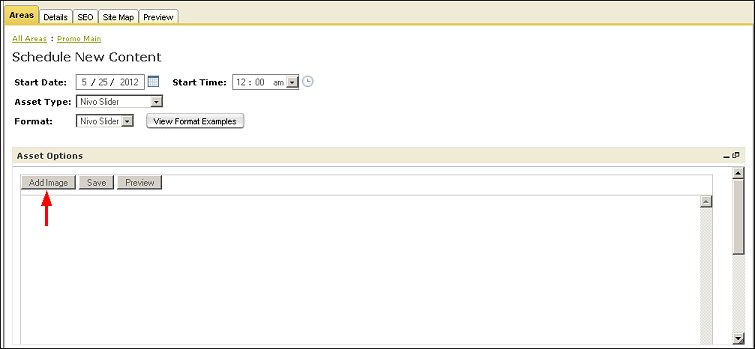 Areas Details SEO Site Map Preview
All Areas : Promo Main
Schedule New Content
Start Date: 5 / 25 / 2012 Start Time: 12 : 00 am
Asset Type: Nivo Slider
Format: Nivo Slider View Format Examples
Asset Options
Add Image Save Preview